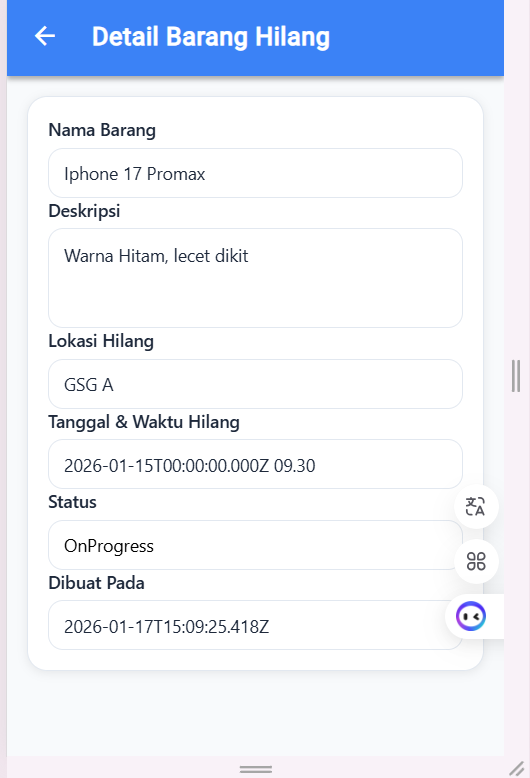 Detail Barang Hilang
Nama Barang
Iphone 17 Promax
Deskripsi
Warna Hitam, lecet dikit
Lokasi Hilang
GSG A
Tanggal & Waktu Hilang
2026-01-15T00:00:00.000Z 09.30
Status
OnProgress
Dibuat Pada
2026-01-17T15:09:25.418Z